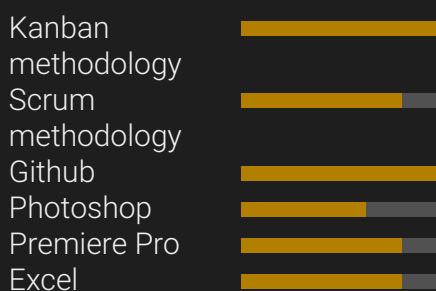 Kanban
methodology
Scrum
methodology
Github
Photoshop
Premiere Pro
Excel